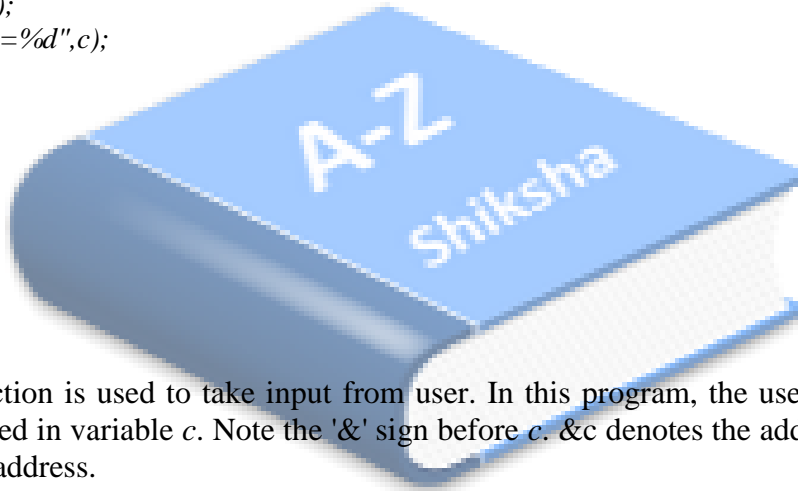 );
=%d",c);
A-Z
Shiksha
ction is used to take input from user. In this program, the use
ed in variable c. Note the '&' sign before c. &c denotes the add
address.